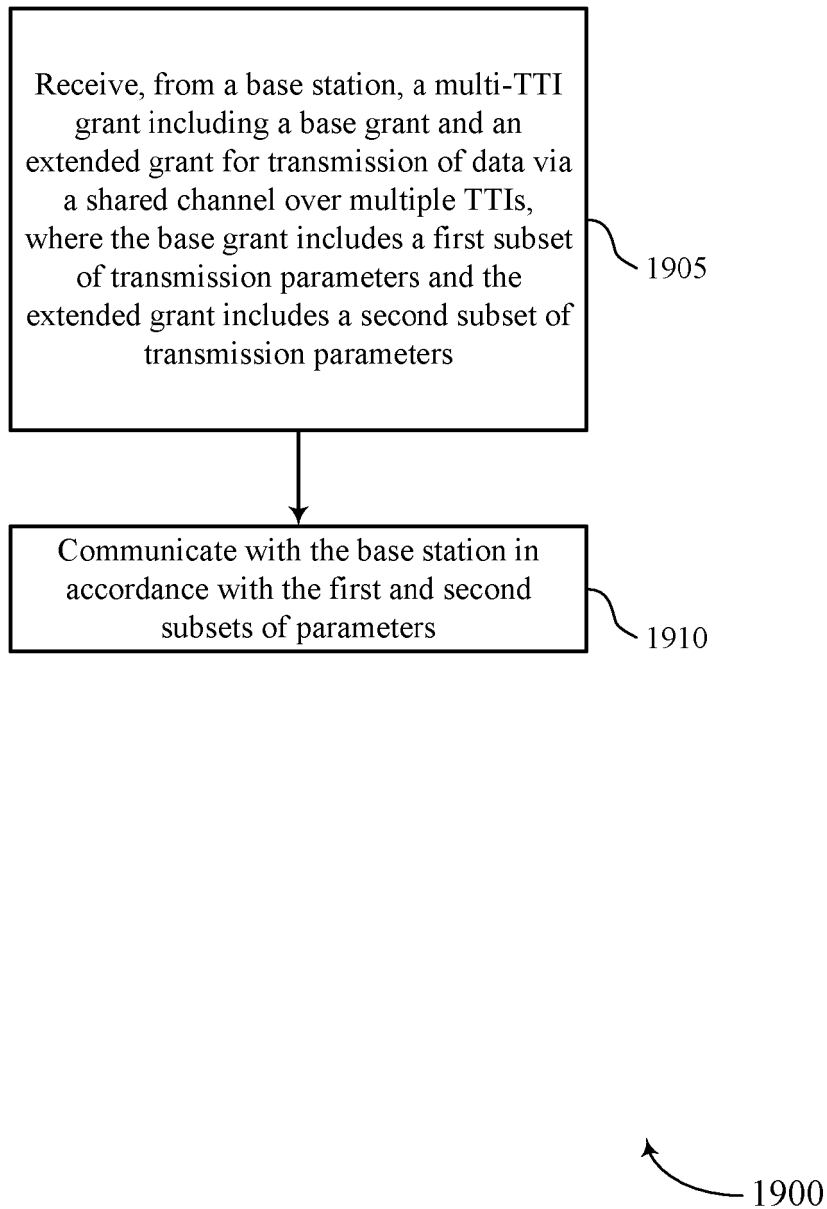 Receive, from a base station, a multi-TTI
grant including a base grant and an
extended grant for transmission of data via
a shared channel over multiple TTIs,
where the base grant includes a first subset
of transmission parameters and the
extended grant includes a second subset of
transmission parameters
1905
Communicate with the base station in
accordance with the first and second
subsets of parameters
1910
1900